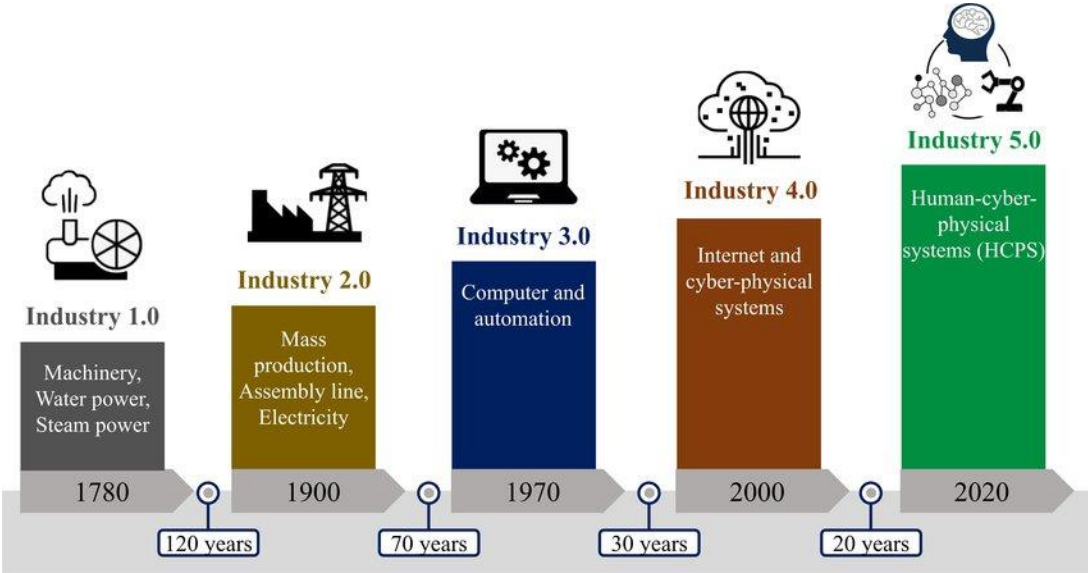 Industry 1.0
Machinery,
Water power,
Steam power
1780
120 years
Industry 2.0
Mass
production,
Assembly line,
Electricity
1900
70 years
Industry 3.0
Computer and
automation
1970
30 years
Industry 4.0
Internet and
cyber-physical
systems
2000
20 years
Industry 5.0
Human-cyber-
physical
systems (HCPS)
2020